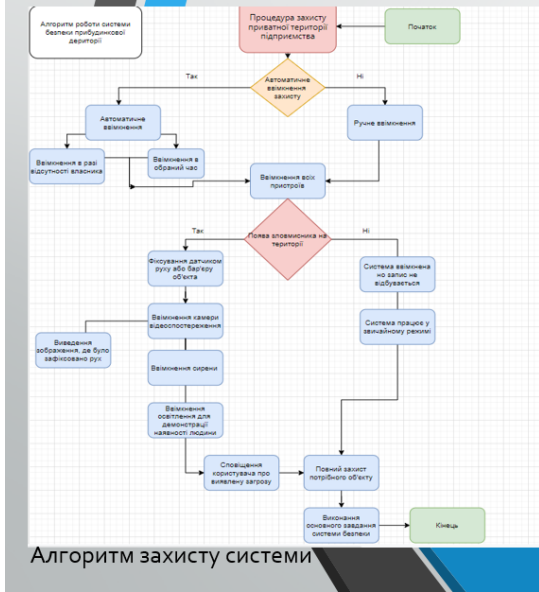 Алгоритм роботи системи
безпеки прибудинкової
дериторії
Процедура захисту
приватної території
підприємства
Початок
Так
Автоматичне
ввімкнення
захисту
Ні
Автоматичне
ввімкнення
Ручне ввімкнення
Ввімкнення в разі
відсутності власника
Ввімкнення в
обраний час
Ввімкнення всіх
пристроїв
Так
Поява зловмисника на
території
Ні
Фіксування датчиком
руху або бар'єру
об'єкта
Система ввімкнена
но запис не
відбувається
Ввімкнення камери
відеоспостереження
Система працює у
звичайному режимі
Виведення
зображення, де було
зафіксовано рух
Ввімкнення сирени
Ввімкнення
освітлення для
демонстрації
наявності людини
Сповіщення
користувача про
виявлену загрозу
Повний захист
потрібного об'єкту
Виконання
основного завдання
системи безпеки
Кінець
Алгоритм захисту системи